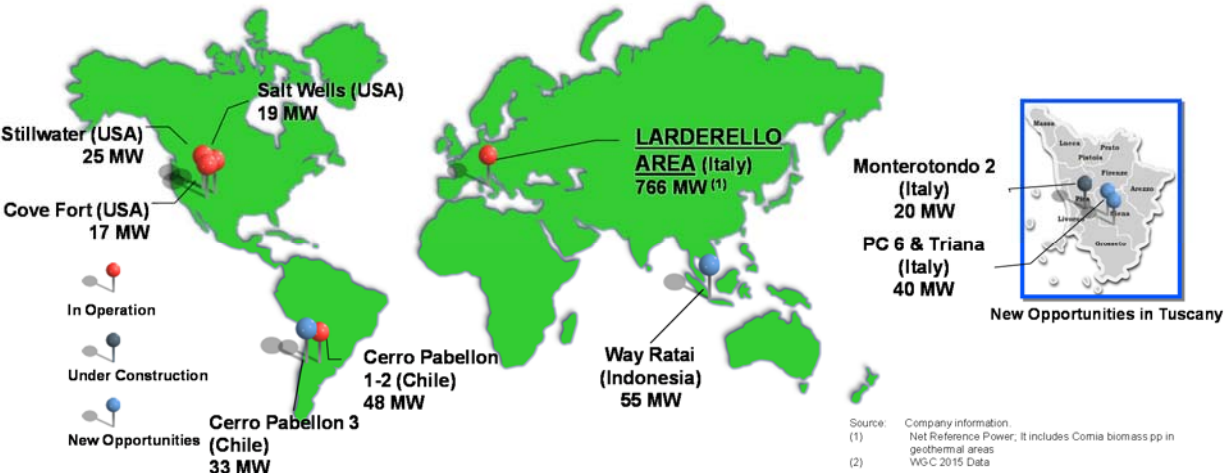 Salt Wells (USA)
19 MW
Stillwater (USA)
25 MW
Cove Fort (USA)
17 MW
LARDERELLO
AREA (Italy)
766 MW (1)
Monterotondo 2
(Italy)
20 MW
PC 6 & Triana
(Italy)
40 MW
Massa
Lucca
Prato
Pistoia
Firenze
Arezzo
Pisa
Livorno
Siena
Grosseto
New Opportunities in Tuscany
In Operation
Under Construction
New Opportunities
Cerro Pabellon
1-2 (Chile)
48 MW
Cerro Pabellon 3
(Chile)
33 MW
Way Ratai
(Indonesia)
55 MW
Source: Company information.
(1) Net Reference Power; It includes Cornia biomass pp in
geothermal areas
(2) WGC 2015 Data